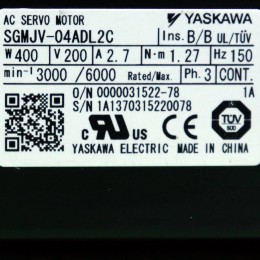 AC SERVO MOTOR YASKAWA
SGMJV-04ADL2C Ins. B/B UL/TÜV
W 400 V 200 A 2.7 N·m 1.27 Hz 150
min⁻¹ 3000 /6000 Rated/Max. Ph. 3 CONT.
O/N 0000031522-78 1A
S/N 1A1370315220078
c RU us CE TÜV
YASKAWA ELECTRIC MADE IN CHINA